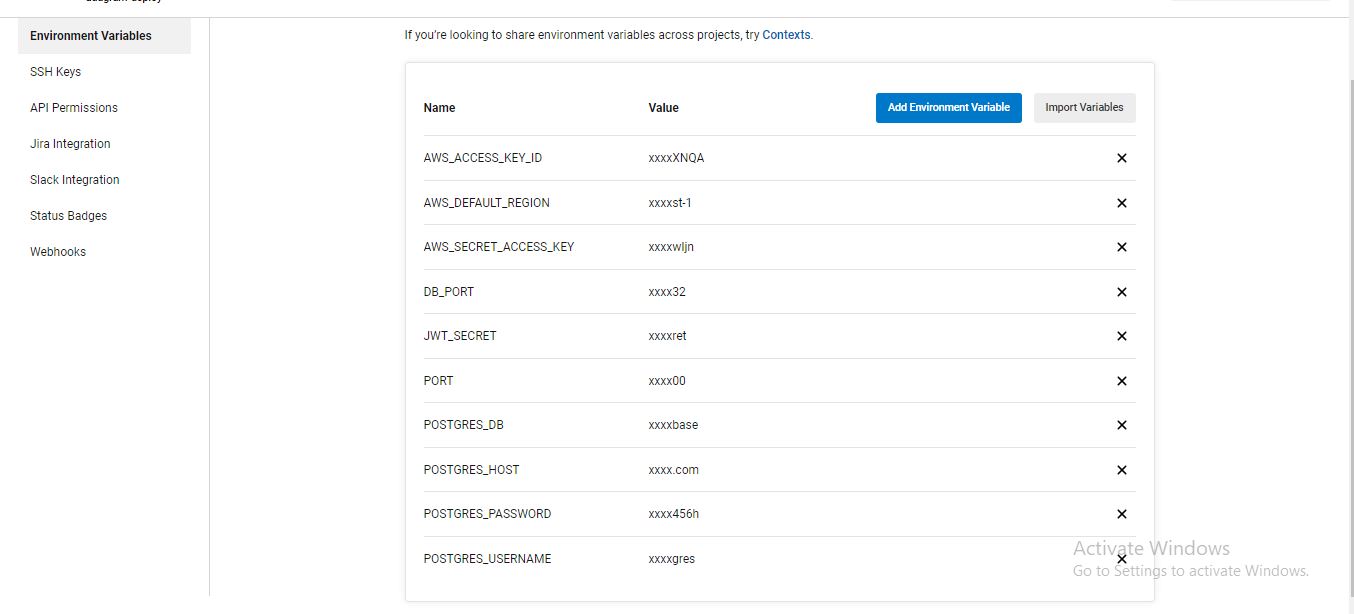 Environment Variables
SSH Keys
API Permissions
Jira Integration
Slack Integration
Status Badges
Webhooks
If you're looking to share environment variables across projects, try Contexts.
Name Value Add Environment Variable Import Variables
AWS_ACCESS_KEY_ID xxxxXNQA
AWS_DEFAULT_REGION xxxxst-1
AWS_SECRET_ACCESS_KEY xxxxwljn
DB_PORT xxxx32
JWT_SECRET xxxxret
PORT xxxx00
POSTGRES_DB xxxxbase
POSTGRES_HOST xxxx.com
POSTGRES_PASSWORD xxxx456h
POSTGRES_USERNAME xxxxgres
Activate Windows
Go to Settings to activate Windows.